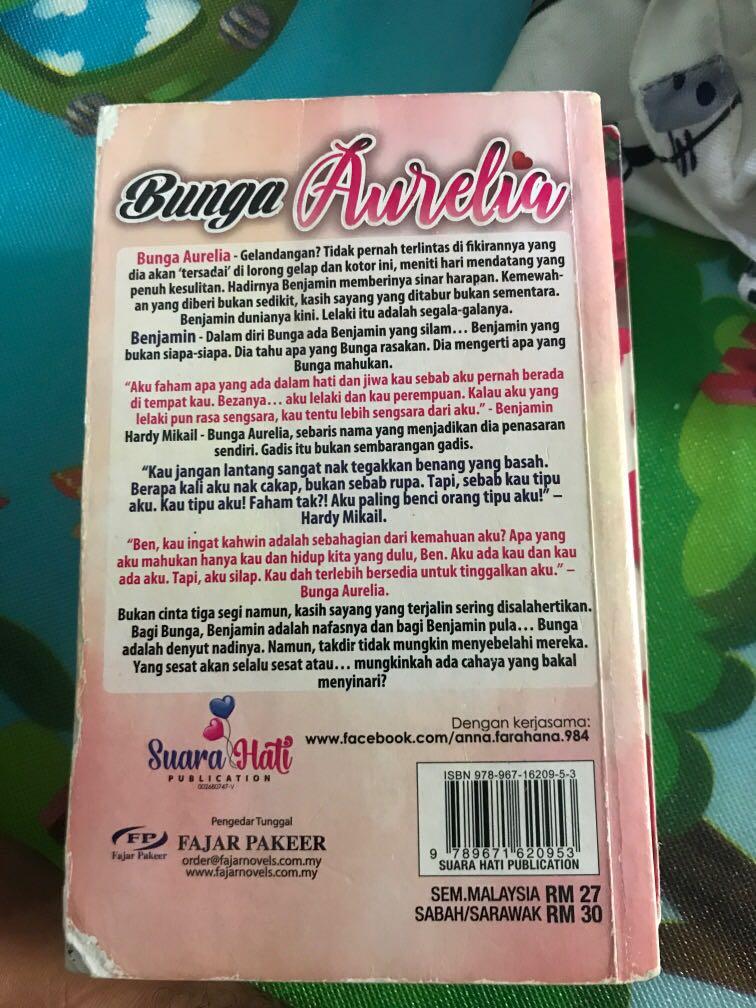 Bunga Aurelia
Bunga Aurelia - Gelandangan? Tidak pernah terlintas di fikirannya yang
dia akan ‘tersadai’ di lorong gelap dan kotor ini, meniti hari mendatang yang
penuh kesulitan. Hadirnya Benjamin memberinya sinar harapan. Kemewah-
an yang diberi bukan sedikit, kasih sayang yang ditabur bukan sementara.
Benjamin dunianya kini. Lelaki itu adalah segala-galanya.
Benjamin - Dalam diri Bunga ada Benjamin yang silam… Benjamin yang
bukan siapa-siapa. Dia tahu apa yang Bunga rasakan. Dia mengerti apa yang
Bunga mahukan.
“Aku faham apa yang ada dalam hati dan jiwa kau sebab aku pernah berada
di tempat kau. Bezanya… aku lelaki dan kau perempuan. Kalau aku yang
lelaki pun rasa sengsara, kau tentu lebih sengsara dari aku.” - Benjamin
Hardy Mikail - Bunga Aurelia, sebaris nama yang menjadikan dia penasaran
sendiri. Gadis itu bukan sembarangan gadis.
“Kau jangan lantang sangat nak tegakkan benang yang basah.
Berapa kali aku nak cakap, bukan sebab rupa. Tapi, sebab kau tipu
aku. Kau tipu aku! Faham tak?! Aku paling benci orang tipu aku!” –
Hardy Mikail.
“Ben, kau ingat kahwin adalah sebahagian dari kemahuan aku? Apa yang
aku mahukan hanya kau dan hidup kita yang dulu, Ben. Aku ada kau dan kau
ada aku. Tapi, aku silap. Kau dah terlebih bersedia untuk tinggalkan aku.” –
Bunga Aurelia.
Bukan cinta tiga segi namun, kasih sayang yang terjalin sering disalahertikan.
Bagi Bunga, Benjamin adalah nafasnya dan bagi Benjamin pula… Bunga
adalah denyut nadinya. Namun, takdir tidak mungkin menyebelahi mereka.
Yang sesat akan selalu sesat atau… mungkinkah ada cahaya yang bakal
menyinari?
Suara Hati
PUBLICATION
002680747-V
Dengan kerjasama:
www.facebook.com/anna.farahana.984
Pengedar Tunggal
FP
Fajar Pakeer
FAJAR PAKEER
order@fajarnovels.com.my
www.fajarnovels.com.my
ISBN 978-967-16209-5-3
9 789671 620953
SUARA HATI PUBLICATION
SEM.MALAYSIA RM 27
SABAH/SARAWAK RM 30